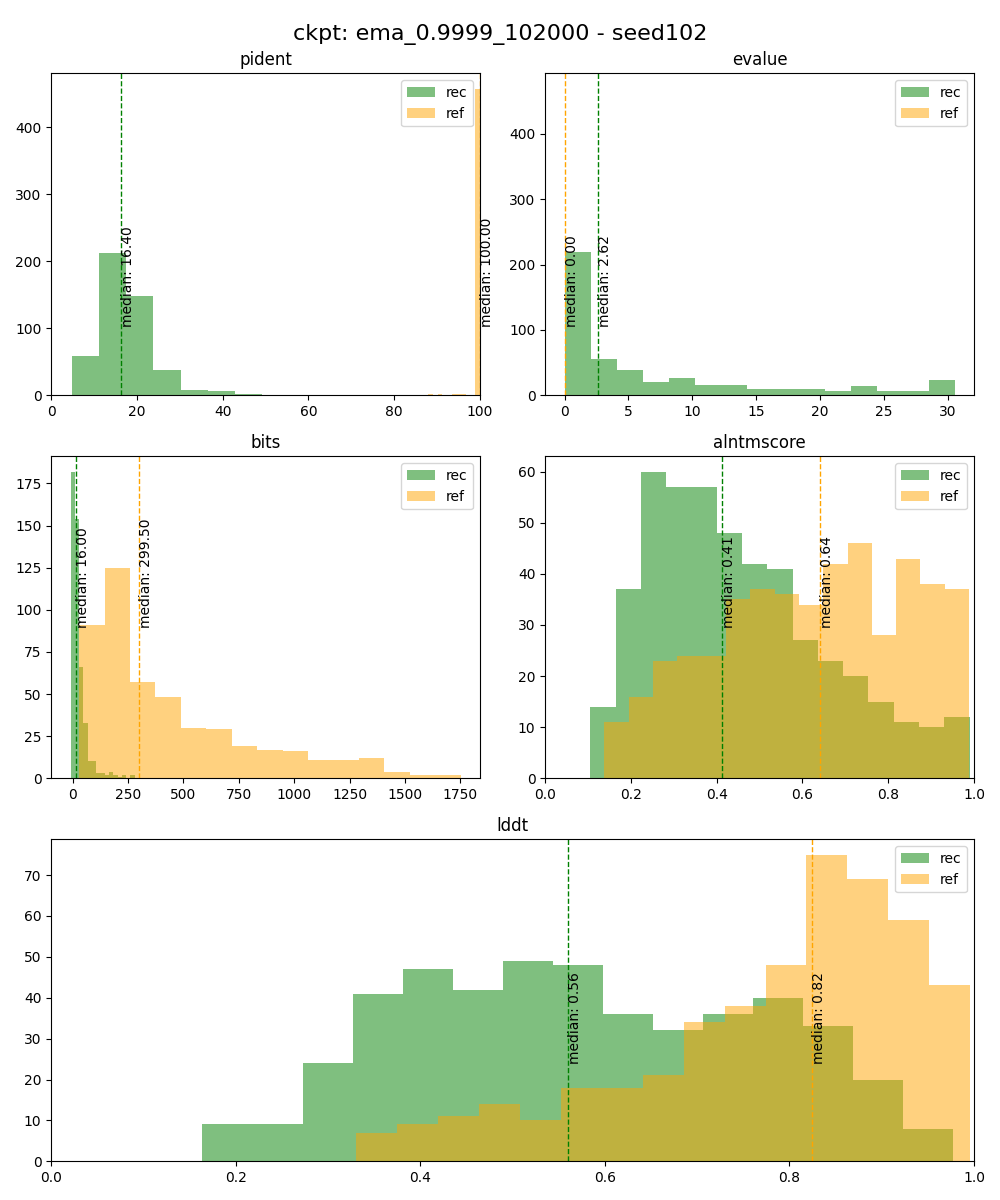 ckpt: ema_0.9999_102000 - seed102
pident
rec
ref
median: 16.40
median: 100.00
0
100
200
300
400
0
20
40
60
80
100
evalue
rec
ref
median: 0.00
median: 2.62
0
100
200
300
400
0
5
10
15
20
25
30
bits
rec
ref
median: 16.00
median: 299.50
0
25
50
75
100
125
150
175
0
250
500
750
1000
1250
1500
1750
alntmscore
rec
ref
median: 0.41
median: 0.64
0
10
20
30
40
50
60
0.0
0.2
0.4
0.6
0.8
1.0
lddt
rec
ref
median: 0.56
median: 0.82
0
10
20
30
40
50
60
70
0.0
0.2
0.4
0.6
0.8
1.0